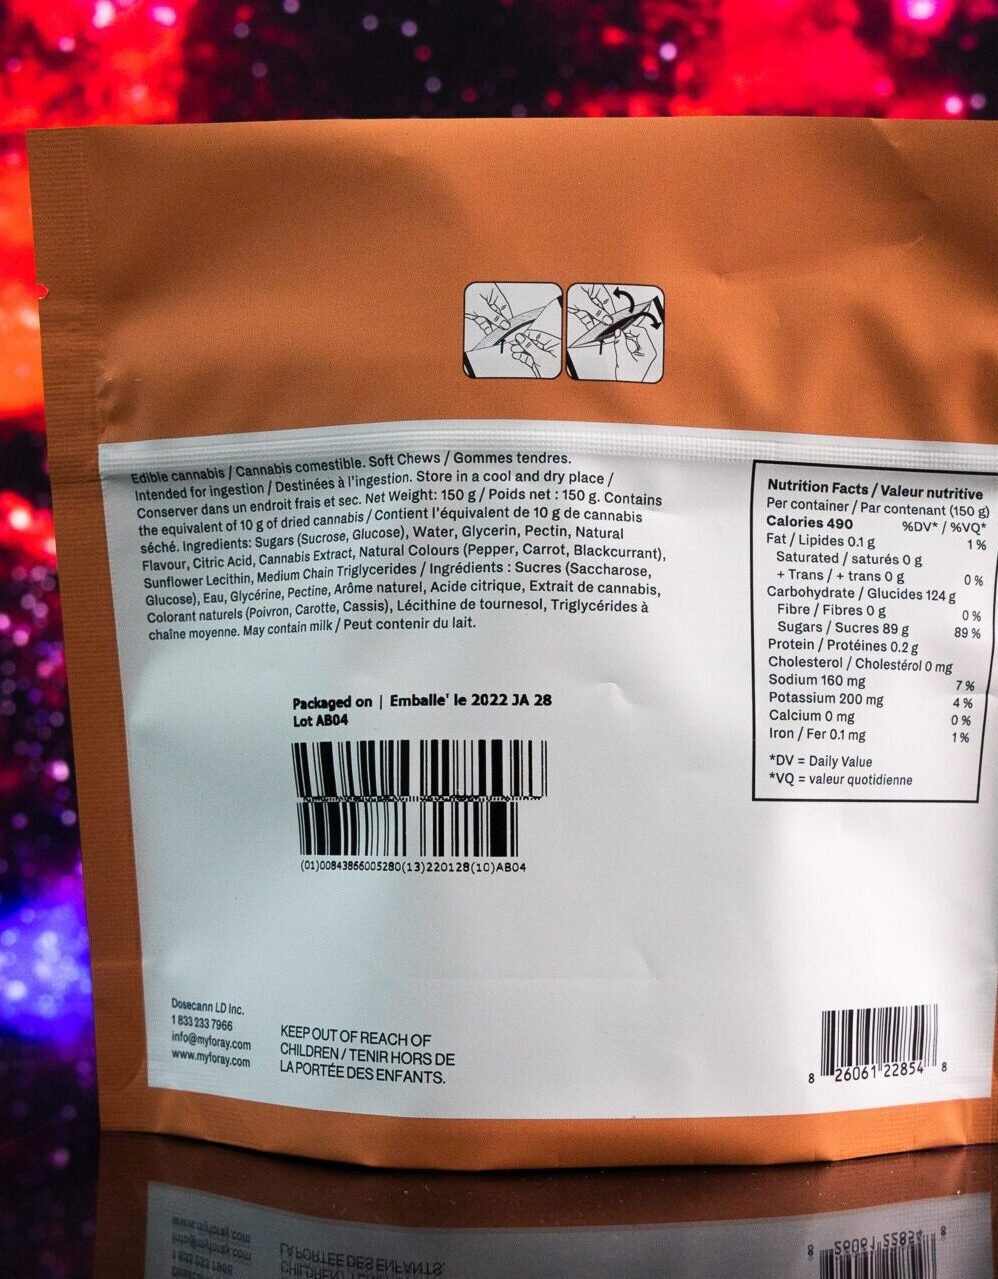 Edible cannabis / Cannabis comestible. Soft Chews / Gommes tendres.
Intended for ingestion / Destinées à l'ingestion. Store in a cool and dry place /
Conserver dans un endroit frais et sec. Net Weight: 150 g / Poids net : 150 g. Contains
the equivalent of 10 g of dried cannabis / Contient l'équivalent de 10 g de cannabis
séché. Ingredients: Sugars (Sucrose, Glucose), Water, Glycerin, Pectin, Natural
Flavour, Citric Acid, Cannabis Extract, Natural Colours (Pepper, Carrot, Blackcurrant),
Sunflower Lecithin, Medium Chain Triglycerides / Ingrédients : Sucres (Saccharose,
Glucose), Eau, Glycérine, Pectine, Arôme naturel, Acide citrique, Extrait de cannabis,
Colorant naturels (Poivron, Carotte, Cassis), Lécithine de tournesol, Triglycérides à
chaîne moyenne. May contain milk / Peut contenir du lait.
Packaged on | Emballe' le 2022 JA 28
Lot AB04
(01)00843866005280(13)220128(10)AB04
Nutrition Facts / Valeur nutritive
Per container / Par contenant (150 g)
Calories 490 %DV* / %VQ*
Fat / Lipides 0.1 g 1 %
Saturated / saturés 0 g
+ Trans / + trans 0 g 0 %
Carbohydrate / Glucides 124 g
Fibre / Fibres 0 g 0 %
Sugars / Sucres 89 g 89 %
Protein / Protéines 0.2 g
Cholesterol / Cholestérol 0 mg
Sodium 160 mg 7 %
Potassium 200 mg 4 %
Calcium 0 mg 0 %
Iron / Fer 0.1 mg 1 %
*DV = Daily Value
*VQ = valeur quotidienne
Dosecann LD Inc.
1 833 233 7966
info@myforay.com
www.myforay.com
KEEP OUT OF REACH OF
CHILDREN / TENIR HORS DE
LA PORTÉE DES ENFANTS.
8 26061 22854 8